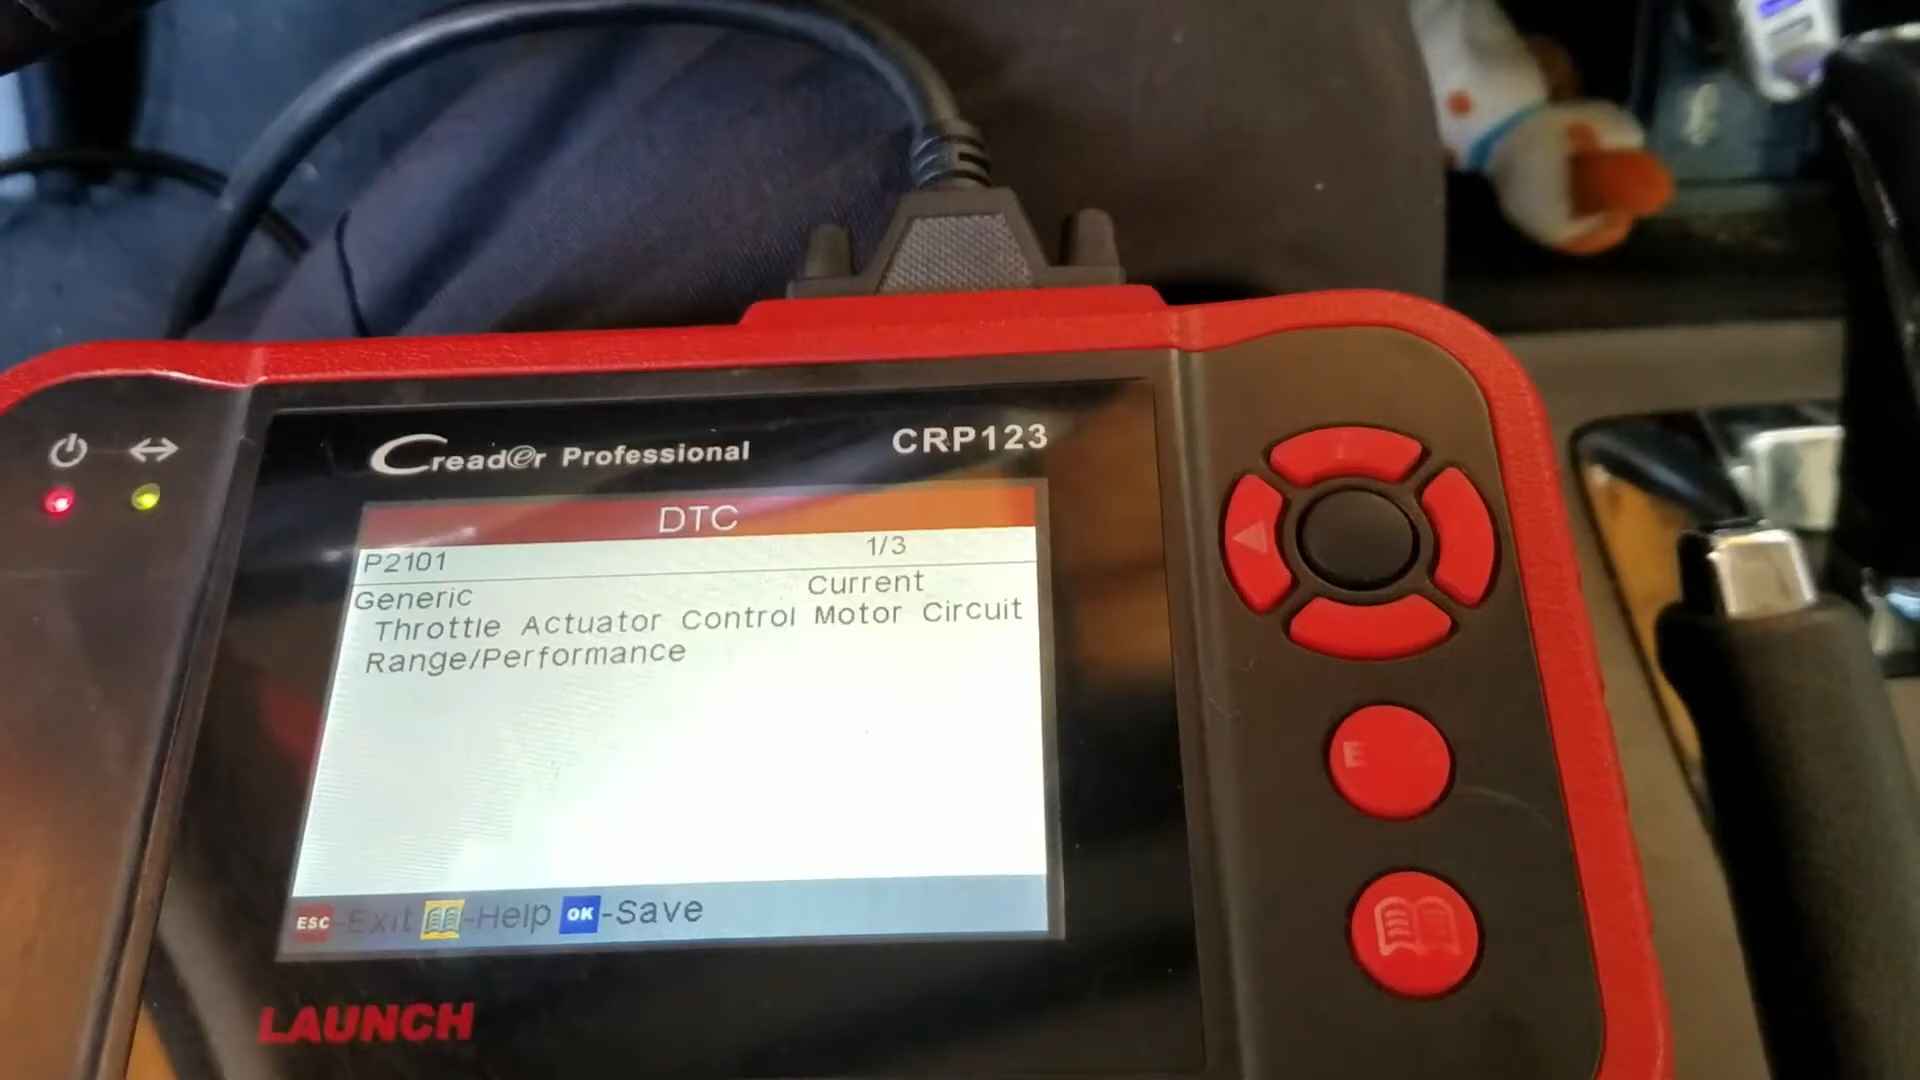 Creader Professional
CRP123
DTC
P2101 1/3
Generic Current
Throttle Actuator Control Motor Circuit
Range/Performance
ESC-Exit -Help OK-Save
LAUNCH